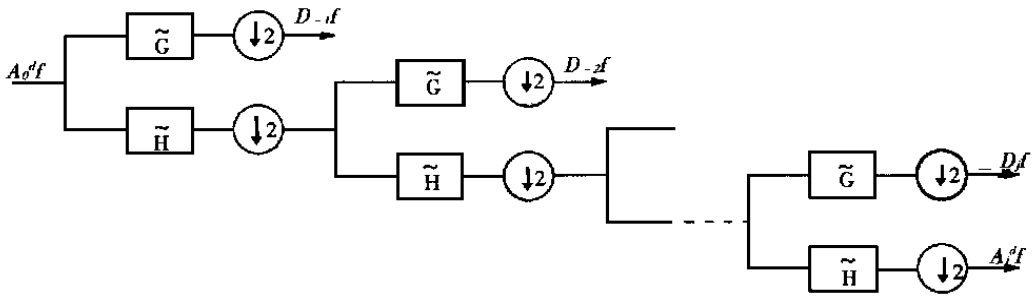 D₋₁f
G̃
↓2
A₀ᵈf
D₋₂f
G̃
↓2
H̃
↓2
H̃
↓2
G̃
↓2
_ Dⱼf
H̃
↓2
Aⱼᵈf